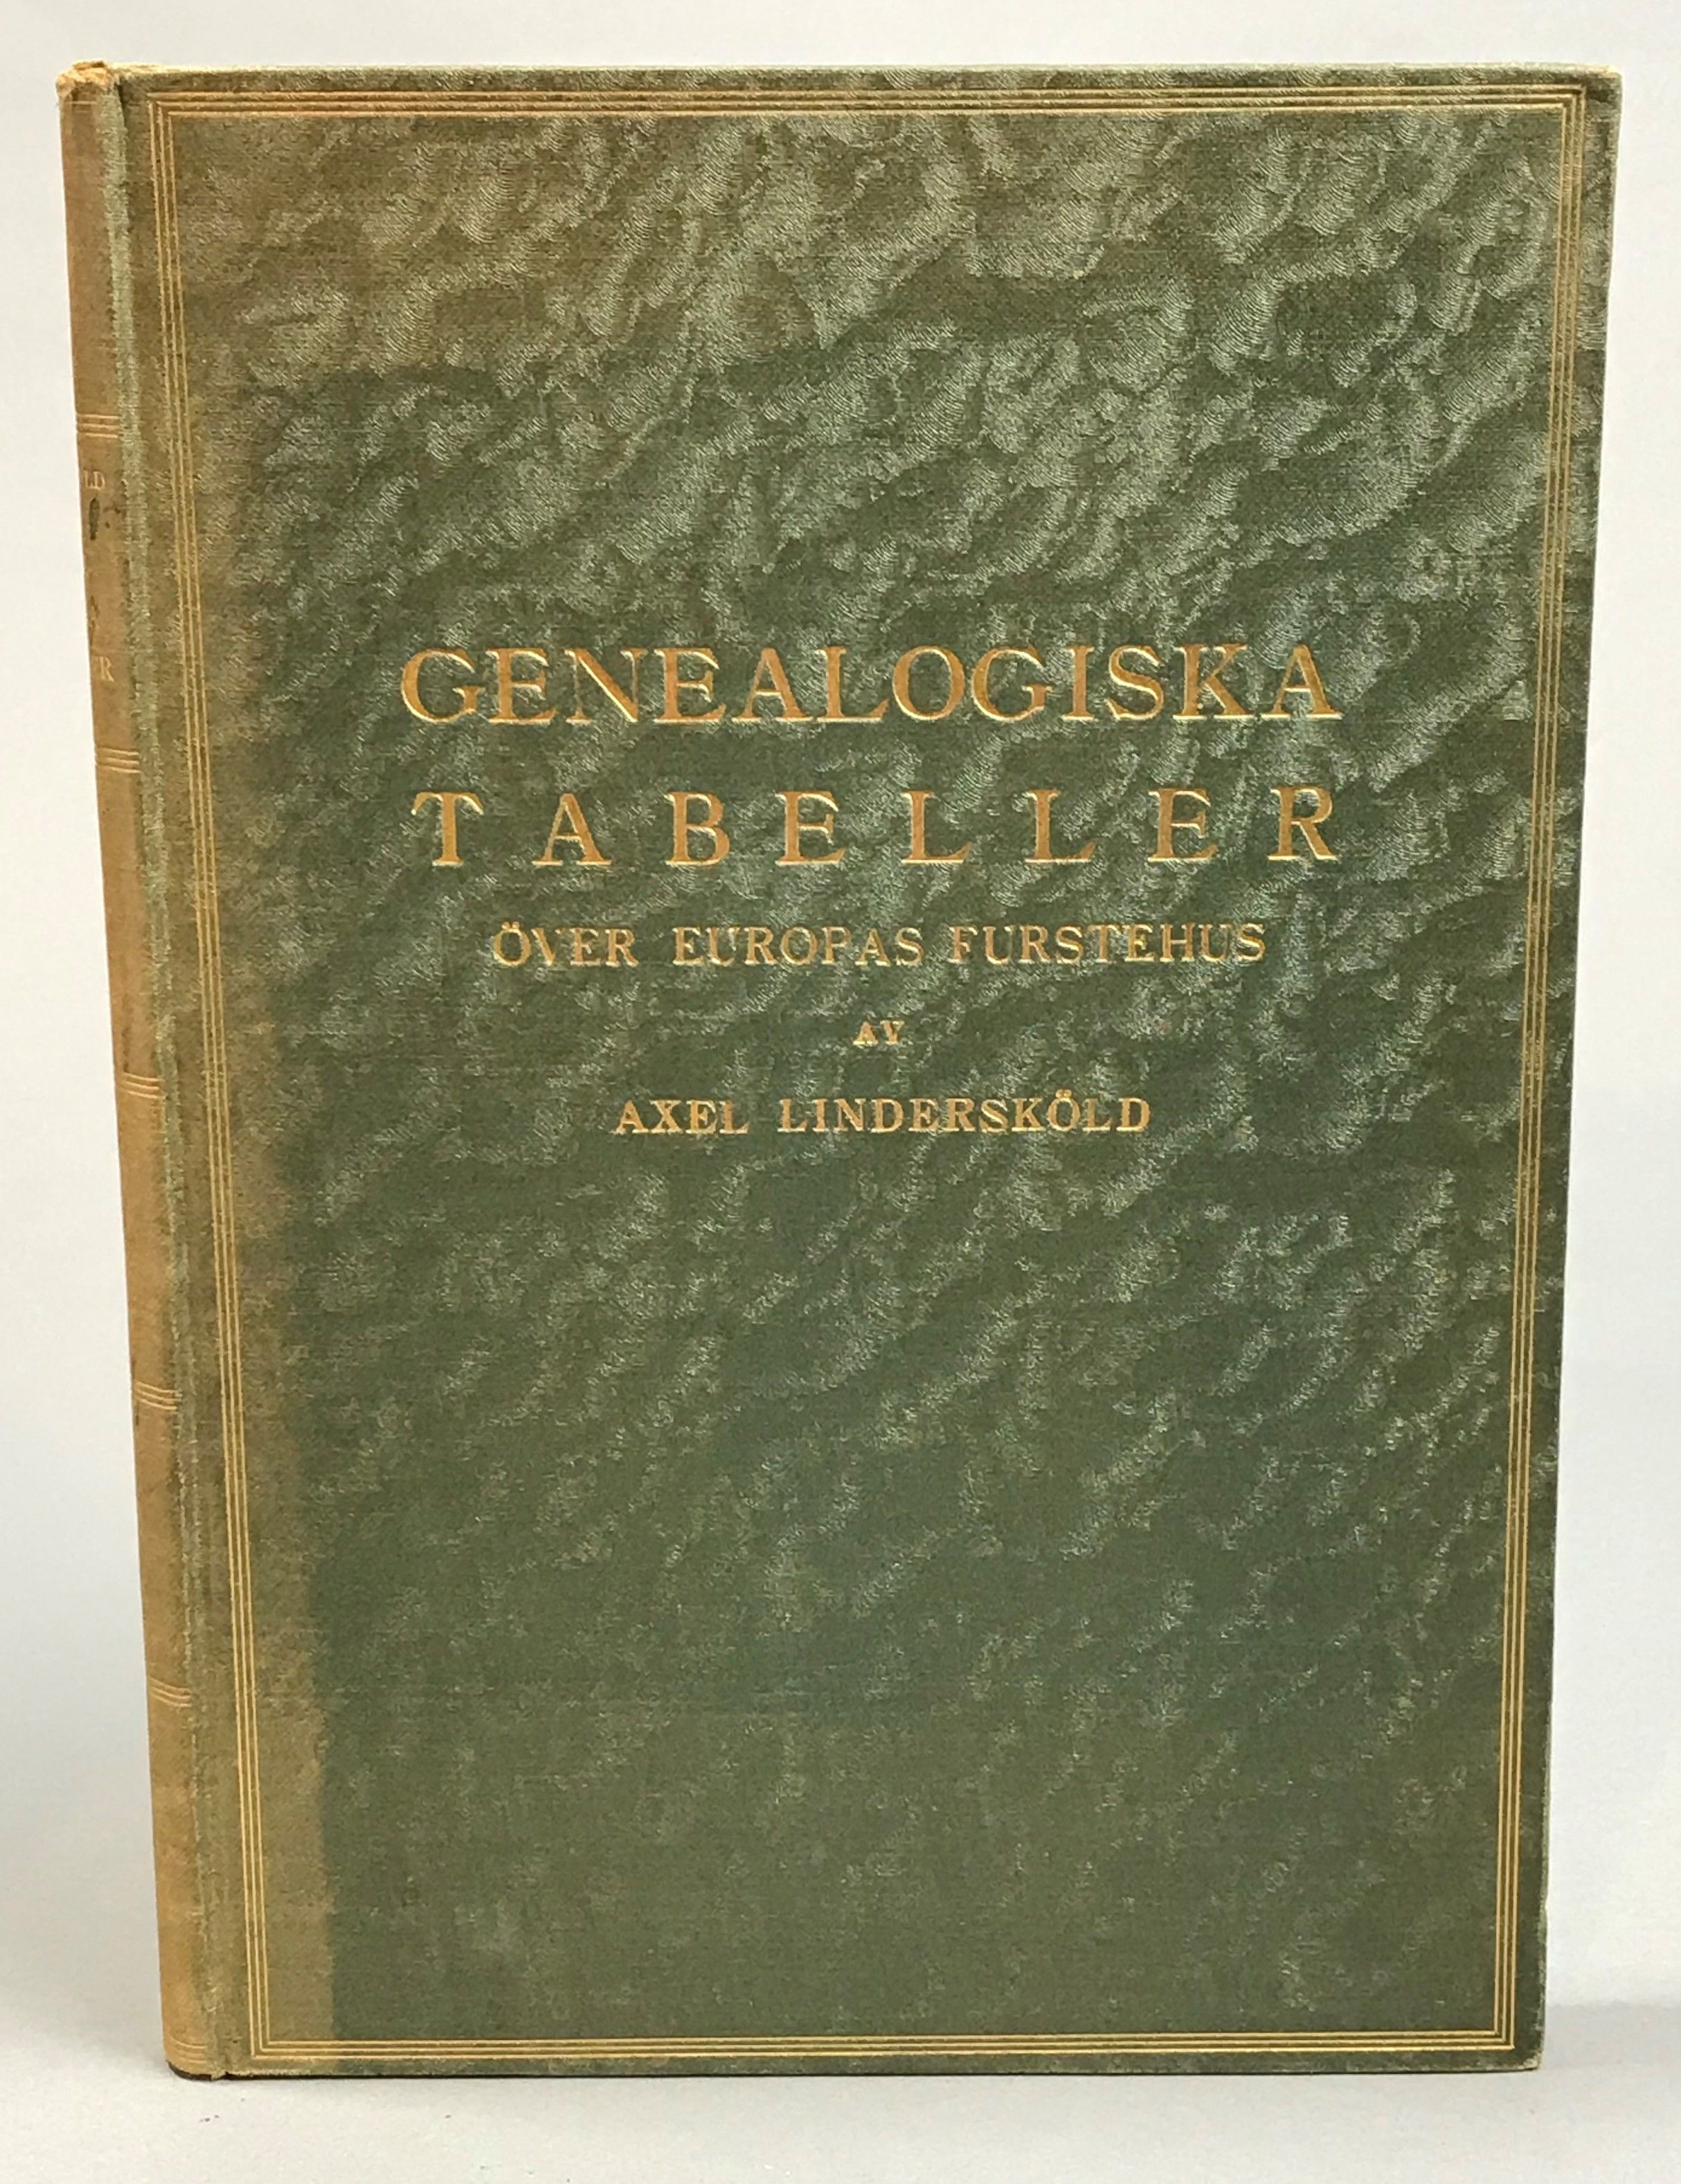 GENEALOGISKA
TABELLER
ÖVER EUROPAS FURSTEHUS
AV
AXEL LINDERSKÖLD